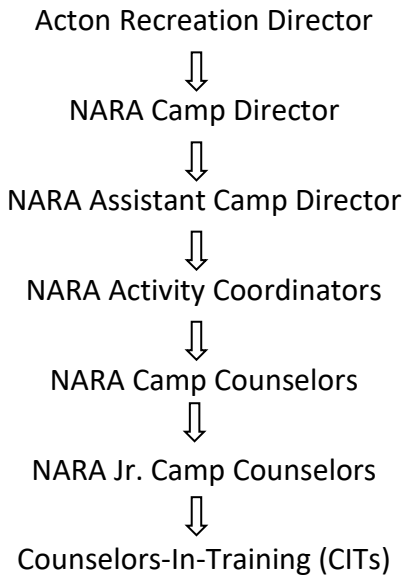 Acton Recreation Director
NARA Camp Director
NARA Assistant Camp Director
NARA Activity Coordinators
NARA Camp Counselors
NARA Jr. Camp Counselors
Counselors-In-Training (CITs)